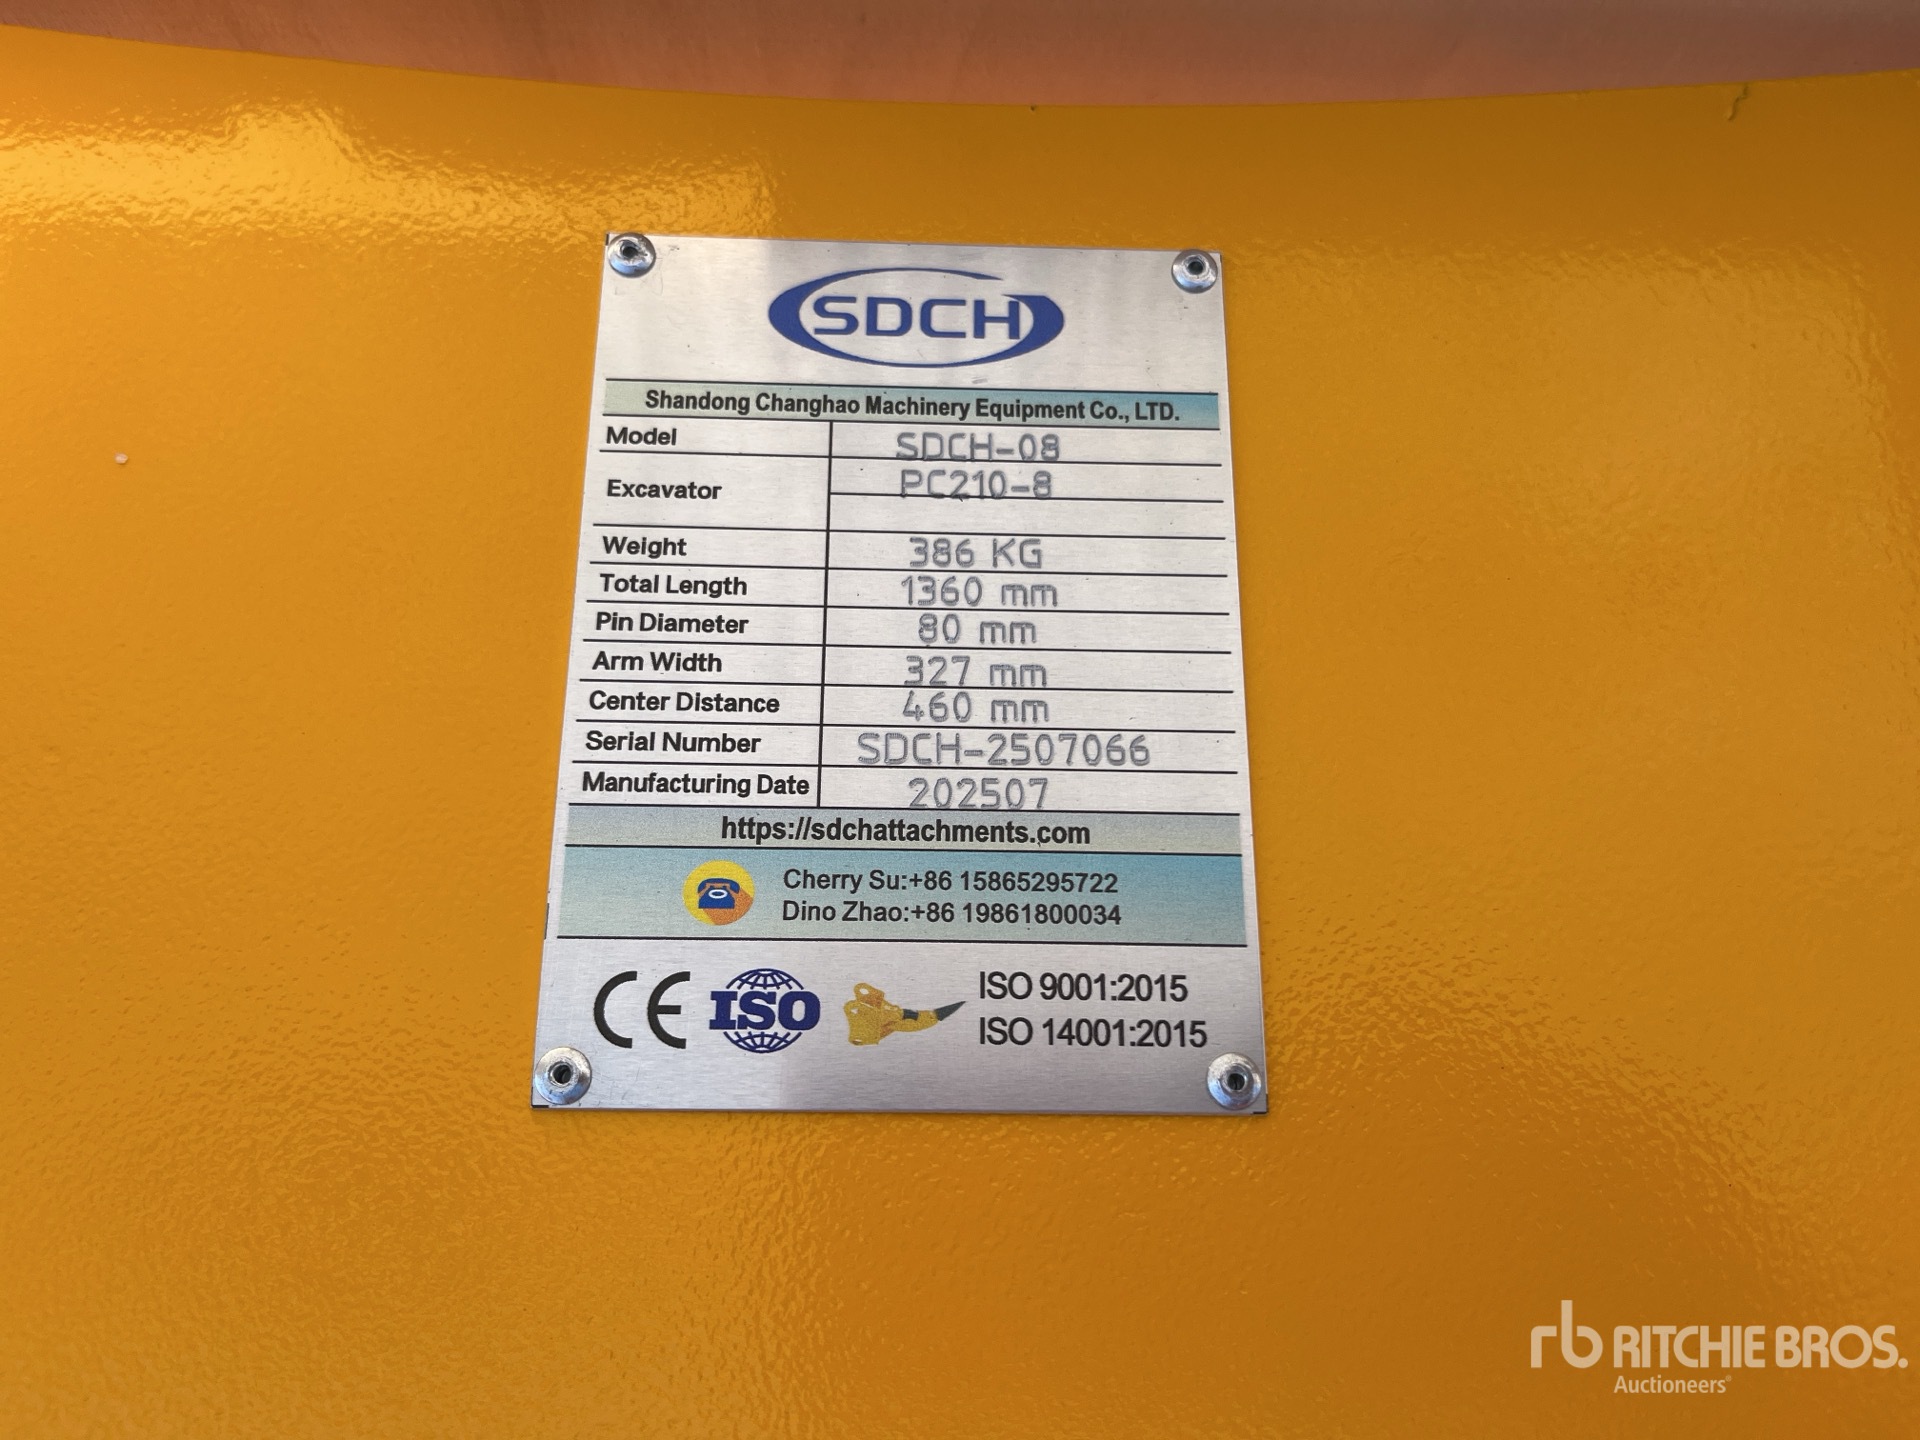 SDCH
Shandong Changhao Machinery Equipment Co., LTD.
Model SDCH-08
Excavator PC210-8
Weight 386 KG
Total Length 1360 mm
Pin Diameter 80 mm
Arm Width 327 mm
Center Distance 460 mm
Serial Number SDCH-2507066
Manufacturing Date 202507
https://sdchattachments.com
Cherry Su:+86 15865295722
Dino Zhao:+86 19861800034
CE ISO ISO 9001:2015
ISO 14001:2015
rb RITCHIE BROS.
Auctioneers®